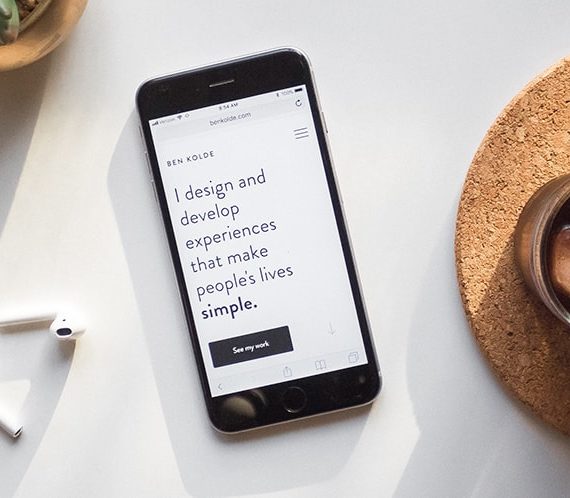 Verizon 9:54 AM 100%
benkolde.com
BEN KOLDE
I design and
develop
experiences
that make
people's lives
simple.
See my work